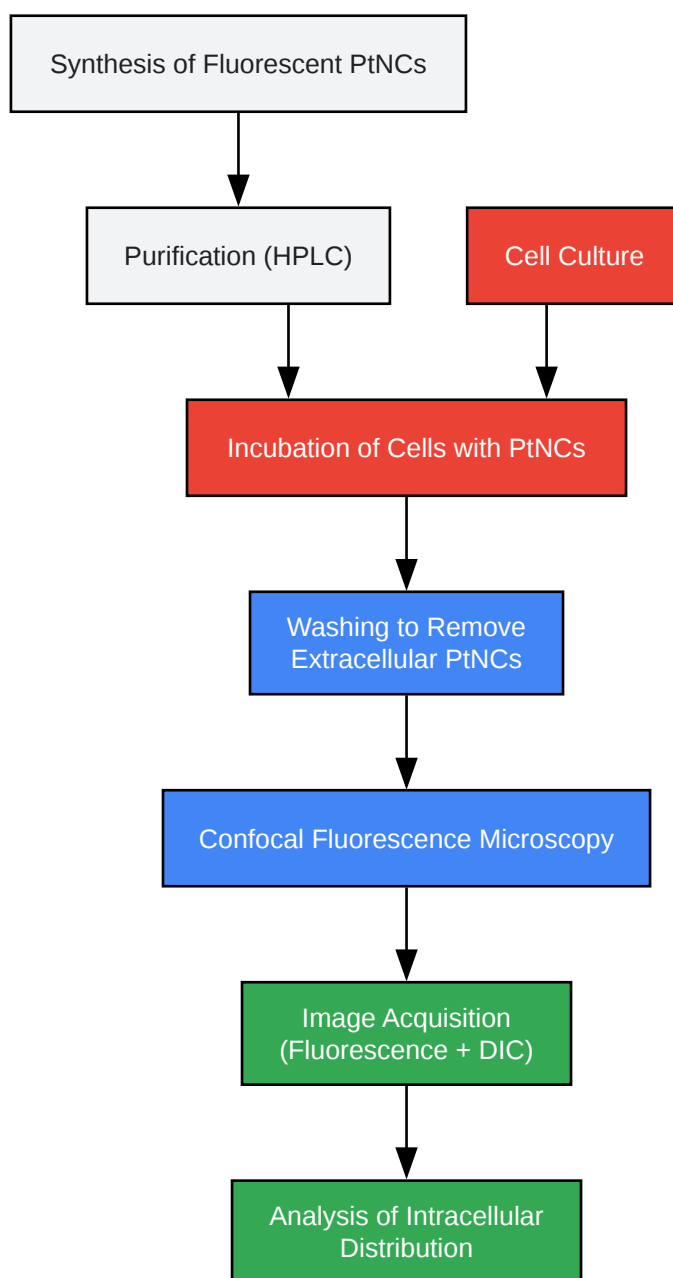 Synthesis of Fluorescent PtNCs
Purification (HPLC)
Cell Culture
Incubation of Cells with PtNCs
Washing to Remove
Extracellular PtNCs
Confocal Fluorescence Microscopy
Image Acquisition
(Fluorescence + DIC)
Analysis of Intracellular
Distribution